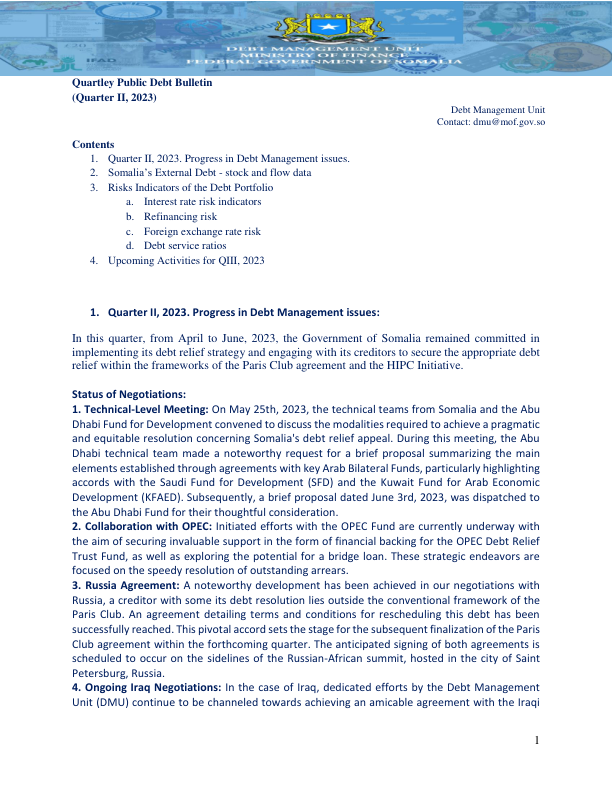 DEBT MANAGEMENT UNIT
MINISTRY OF FINANCE
FEDERAL GOVERNMENT OF SOMALIA
Quartley Public Debt Bulletin
(Quarter II, 2023)
Debt Management Unit
Contact: dmu@mof.gov.so
Contents
1. Quarter II, 2023. Progress in Debt Management issues.
2. Somalia's External Debt - stock and flow data
3. Risks Indicators of the Debt Portfolio
a. Interest rate risk indicators
b. Refinancing risk
c. Foreign exchange rate risk
d. Debt service ratios
4. Upcoming Activities for QIII, 2023
1. Quarter II, 2023. Progress in Debt Management issues:
In this quarter, from April to June, 2023, the Government of Somalia remained committed in
implementing its debt relief strategy and engaging with its creditors to secure the appropriate debt
relief within the frameworks of the Paris Club agreement and the HIPC Initiative.
Status of Negotiations:
1. Technical-Level Meeting: On May 25th, 2023, the technical teams from Somalia and the Abu
Dhabi Fund for Development convened to discuss the modalities required to achieve a pragmatic
and equitable resolution concerning Somalia's debt relief appeal. During this meeting, the Abu
Dhabi technical team made a noteworthy request for a brief proposal summarizing the main
elements established through agreements with key Arab Bilateral Funds, particularly highlighting
accords with the Saudi Fund for Development (SFD) and the Kuwait Fund for Arab Economic
Development (KFAED). Subsequently, a brief proposal dated June 3rd, 2023, was dispatched to
the Abu Dhabi Fund for their thoughtful consideration.
2. Collaboration with OPEC: Initiated efforts with the OPEC Fund are currently underway with
the aim of securing invaluable support in the form of financial backing for the OPEC Debt Relief
Trust Fund, as well as exploring the potential for a bridge loan. These strategic endeavors are
focused on the speedy resolution of outstanding arrears.
3. Russia Agreement: A noteworthy development has been achieved in our negotiations with
Russia, a creditor with some its debt resolution lies outside the conventional framework of the
Paris Club. An agreement detailing terms and conditions for rescheduling this debt has been
successfully reached. This pivotal accord sets the stage for the subsequent finalization of the Paris
Club agreement within the forthcoming quarter. The anticipated signing of both agreements is
scheduled to occur on the sidelines of the Russian-African summit, hosted in the city of Saint
Petersburg, Russia.
4. Ongoing Iraq Negotiations: In the case of Iraq, dedicated efforts by the Debt Management
Unit (DMU) continue to be channeled towards achieving an amicable agreement with the Iraqi
1